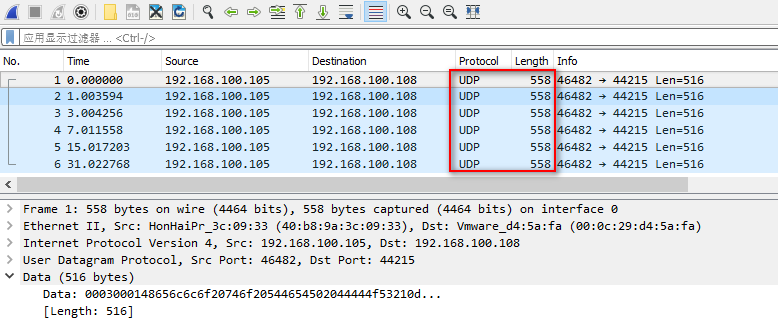 应用显示过滤器 … <Ctrl-/>
No. Time Source Destination Protocol Length Info
1 0.000000 192.168.100.105 192.168.100.108 UDP 558 46482 → 44215 Len=516
2 1.003594 192.168.100.105 192.168.100.108 UDP 558 46482 → 44215 Len=516
3 3.004256 192.168.100.105 192.168.100.108 UDP 558 46482 → 44215 Len=516
4 7.011558 192.168.100.105 192.168.100.108 UDP 558 46482 → 44215 Len=516
5 15.017203 192.168.100.105 192.168.100.108 UDP 558 46482 → 44215 Len=516
6 31.022768 192.168.100.105 192.168.100.108 UDP 558 46482 → 44215 Len=516
Frame 1: 558 bytes on wire (4464 bits), 558 bytes captured (4464 bits) on interface 0
Ethernet II, Src: HonHaiPr_3c:09:33 (40:b8:9a:3c:09:33), Dst: Vmware_d4:5a:fa (00:0c:29:d4:5a:fa)
Internet Protocol Version 4, Src: 192.168.100.105, Dst: 192.168.100.108
User Datagram Protocol, Src Port: 46482, Dst Port: 44215
Data (516 bytes)
Data: 0003000148656c6c6f20746f20544654502044444f53210d…
[Length: 516]